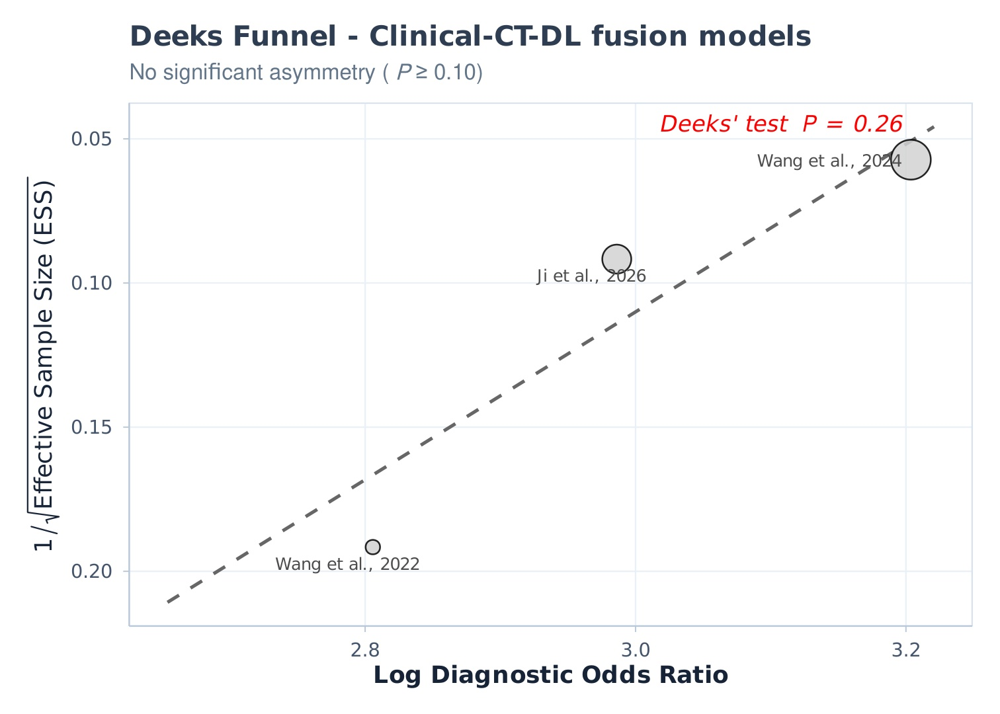 Deeks Funnel - Clinical-CT-DL fusion models
No significant asymmetry ( P ≥ 0.10)
Deeks' test P = 0.26
Wang et al., 2024
Ji et al., 2026
Wang et al., 2022
0.05
0.10
0.15
0.20
1/√Effective Sample Size (ESS)
2.8 3.0 3.2
Log Diagnostic Odds Ratio